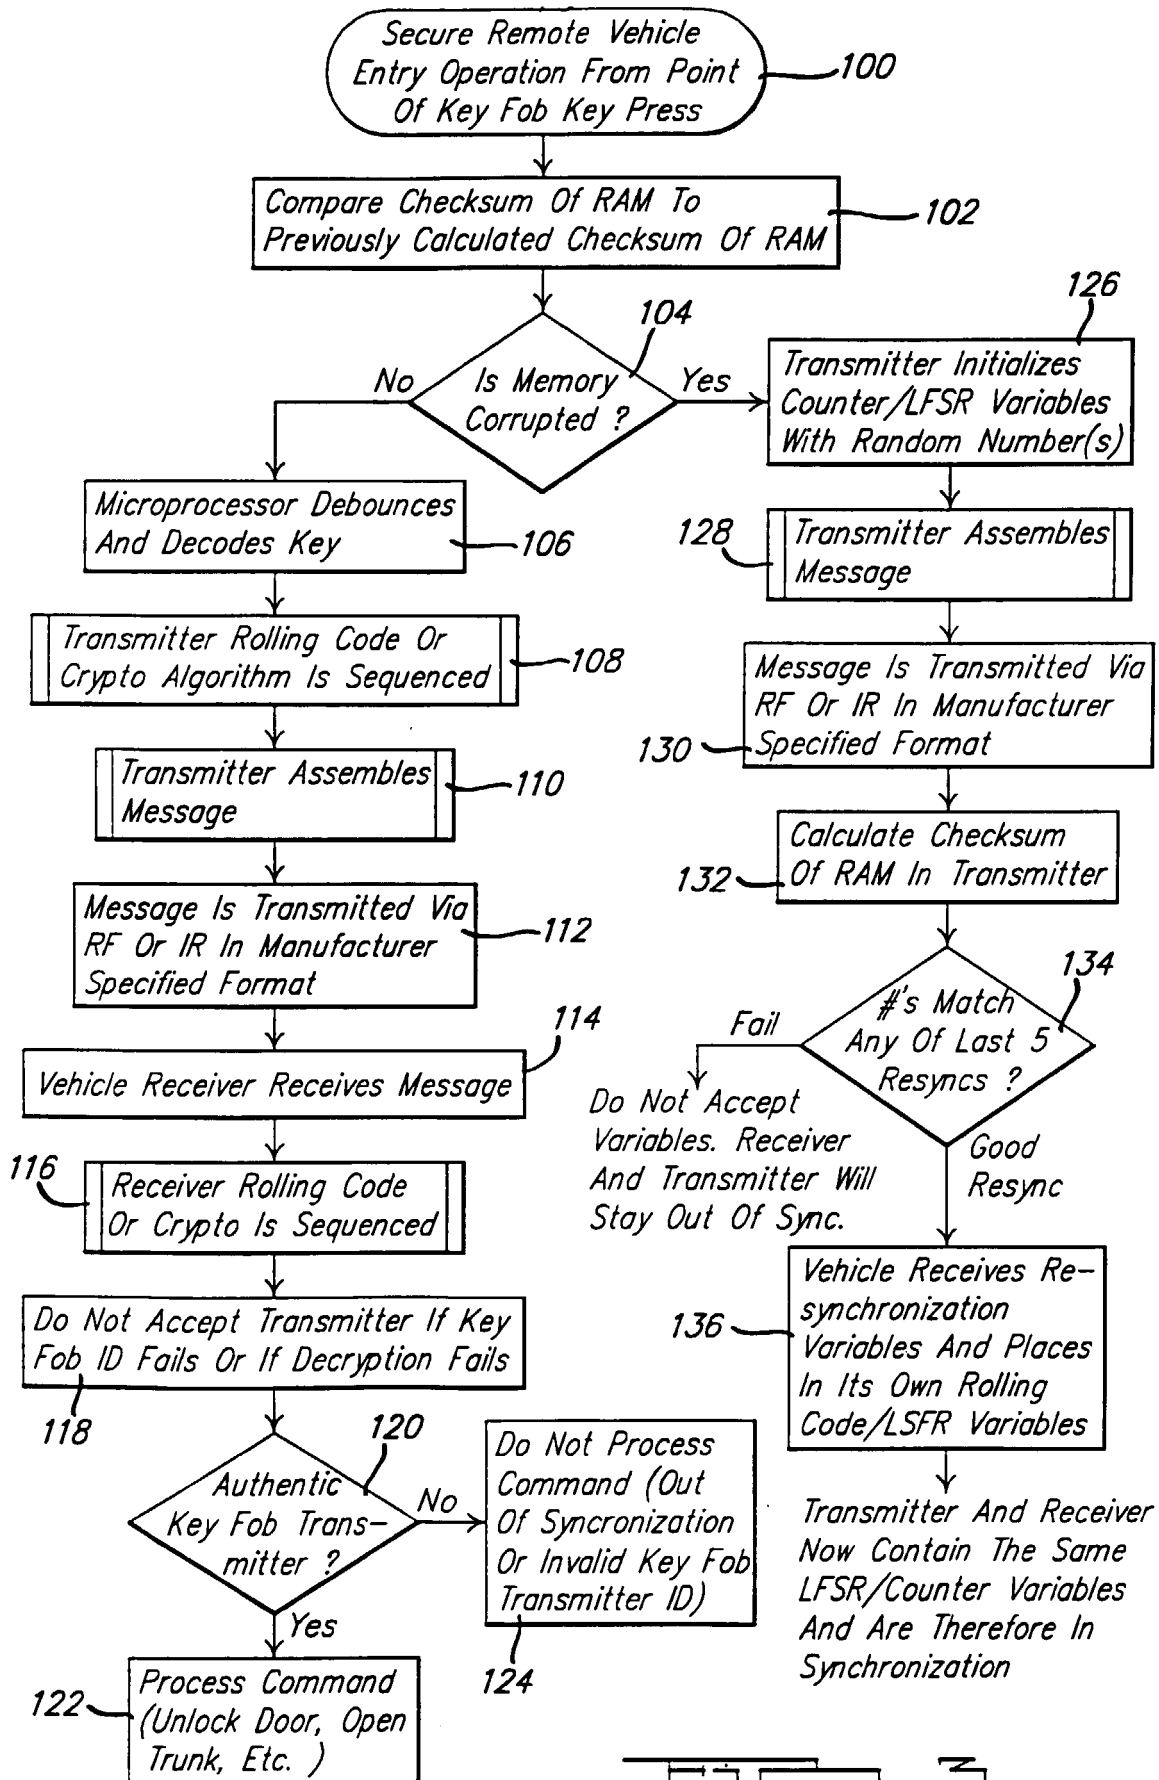 Secure Remote Vehicle
Entry Operation From Point
Of Key Fob Key Press
100
Compare Checksum Of RAM To
Previously Calculated Checksum Of RAM
102
104
Is Memory
Corrupted ?
No
Yes
126
Transmitter Initializes
Counter/LFSR Variables
With Random Number(s)
Microprocessor Debounces
And Decodes Key
106
128
Transmitter Assembles
Message
Transmitter Rolling Code Or
Crypto Algorithm Is Sequenced
108
Message Is Transmitted Via
RF Or IR In Manufacturer
Specified Format
130
Transmitter Assembles
Message
110
Calculate Checksum
Of RAM In Transmitter
132
Message Is Transmitted Via
RF Or IR In Manufacturer
Specified Format
112
134
#'s Match
Any Of Last 5
Resyncs ?
Fail
Do Not Accept
Variables. Receiver
And Transmitter Will
Stay Out Of Sync.
Good
Resync
114
Vehicle Receiver Receives Message
116
Receiver Rolling Code
Or Crypto Is Sequenced
Vehicle Receives Re-
synchronization
Variables And Places
In Its Own Rolling
Code/LSFR Variables
136
Do Not Accept Transmitter If Key
Fob ID Fails Or If Decryption Fails
118
120
Authentic
Key Fob Trans-
mitter ?
No
Do Not Process
Command (Out
Of Syncronization
Or Invalid Key Fob
Transmitter ID)
124
Transmitter And Receiver
Now Contain The Same
LFSR/Counter Variables
And Are Therefore In
Synchronization
Yes
Process Command
(Unlock Door, Open
Trunk, Etc. )
122